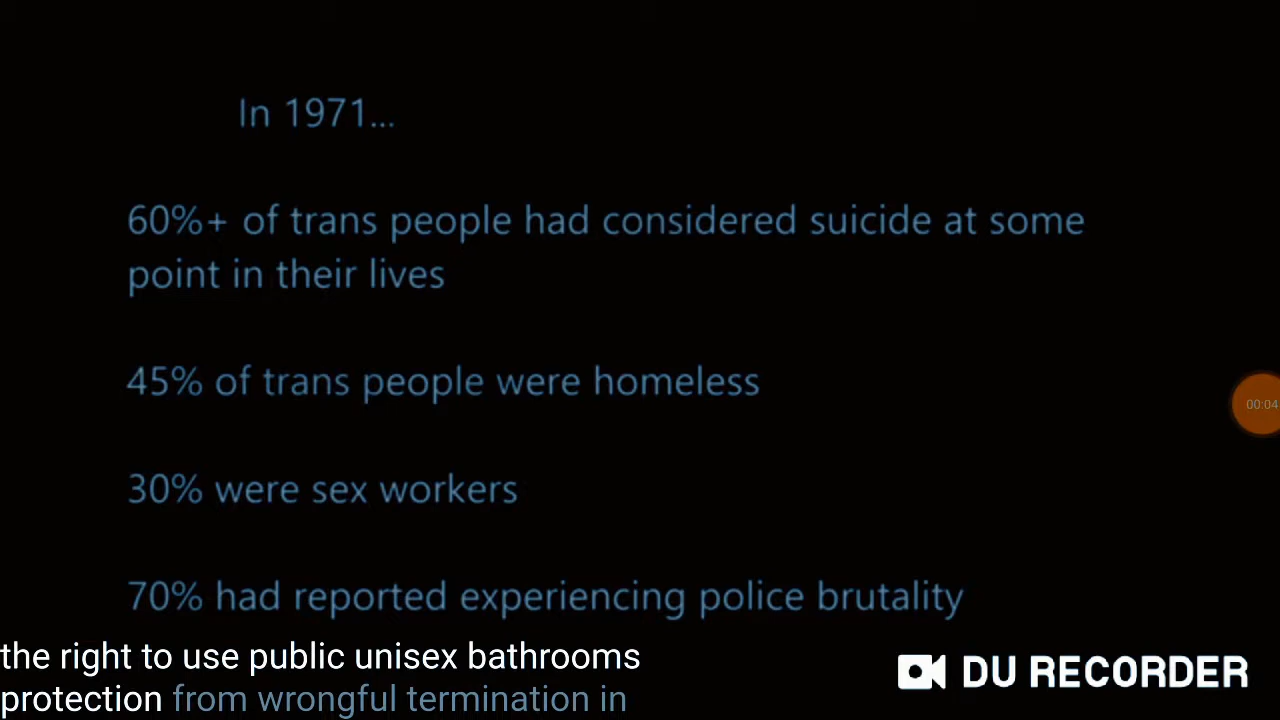 In 1971...
60%+ of trans people had considered suicide at some
point in their lives
45% of trans people were homeless
30% were sex workers
70% had reported experiencing police brutality
the right to use public unisex bathrooms
protection from wrongful termination in
00:04
DU RECORDER